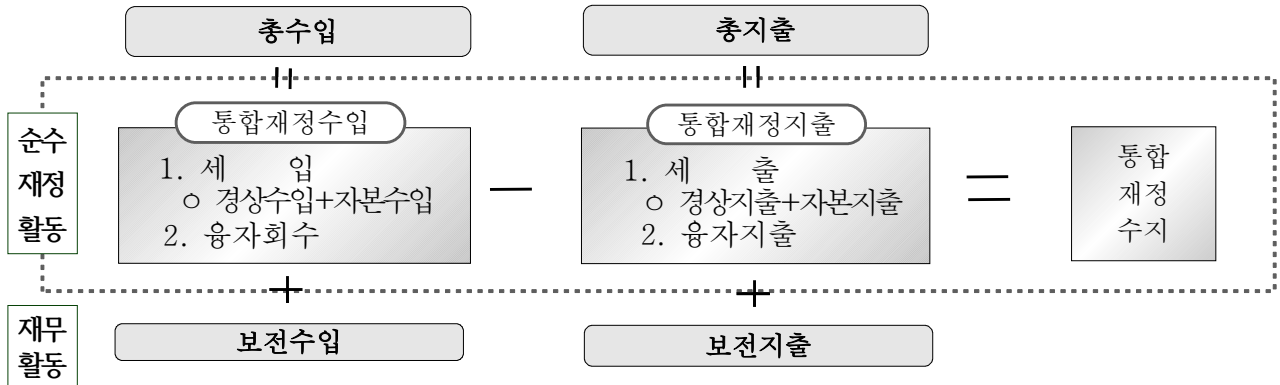 총수입
총지출
순수
재정
활동
통합재정수입
1. 세 입
ㅇ 경상수입+자본수입
2. 융자회수
통합재정지출
1. 세 출
ㅇ 경상지출+자본지출
2. 융자지출
통합
재정
수지
재무
활동
보전수입
보전지출